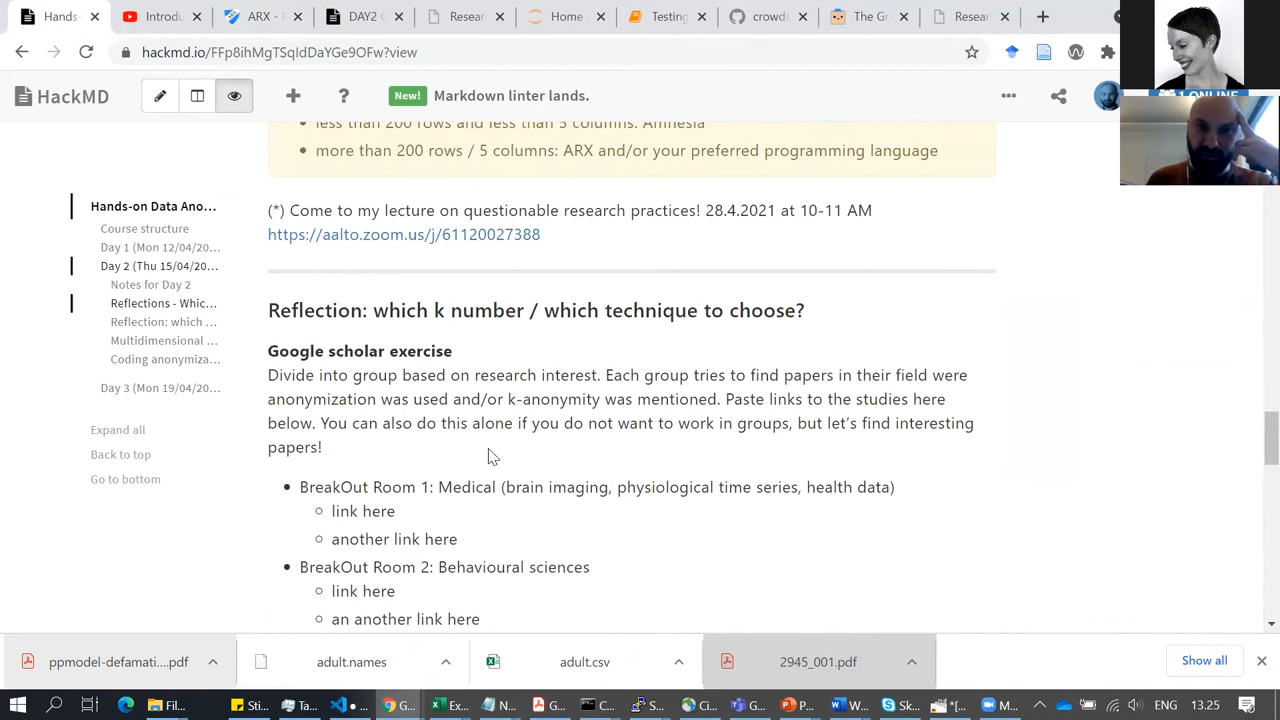 Hands-
Introdu
ARX -
DAY2 C
Resear
Home
Testing
crowds
The Gr
Resear
hackmd.io/FFp8ihMgTSqIdDaYGe9OFw?view
HackMD
New! Markdown linter lands.
1 ONLINE
less than 200 rows and less than 5 columns: Amnesia
more than 200 rows / 5 columns: ARX and/or your preferred programming language
(*) Come to my lecture on questionable research practices! 28.4.2021 at 10-11 AM
https://aalto.zoom.us/j/61120027388
Hands-on Data Ano...
Course structure
Day 1 (Mon 12/04/20...
Day 2 (Thu 15/04/20...
Notes for Day 2
Reflections - Whic...
Reflection: which ...
Multidimensional ...
Coding anonymiza...
Day 3 (Mon 19/04/20...
Expand all
Back to top
Go to bottom
Reflection: which k number / which technique to choose?
Google scholar exercise
Divide into group based on research interest. Each group tries to find papers in their field were
anonymization was used and/or k-anonymity was mentioned. Paste links to the studies here
below. You can also do this alone if you do not want to work in groups, but let's find interesting
papers!
BreakOut Room 1: Medical (brain imaging, physiological time series, health data)
link here
another link here
BreakOut Room 2: Behavioural sciences
link here
an another link here
ppmodel-defamati....pdf
adult.names
adult.csv
2945_001.pdf
Show all
Fil...
Sti...
Ta...
G...
Ex...
N...
G...
C...
S...
Ci...
G...
P...
W...
Sk...
*[...
M...
ENG
13.25